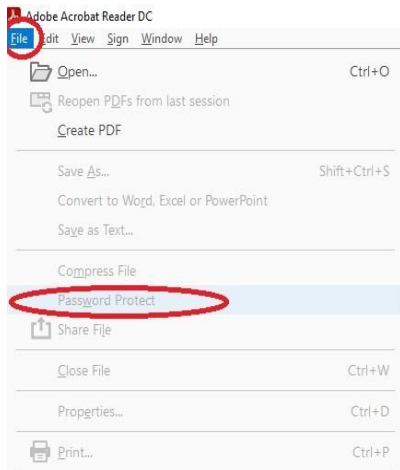 Adobe Acrobat Reader DC
File Edit View Sign Window Help
Open... Ctrl+O
Reopen PDFs from last session
Create PDF
Save As... Shift+Ctrl+S
Convert to Word, Excel or PowerPoint
Save as Text...
Compress File
Password Protect
Share File
Close File Ctrl+W
Properties... Ctrl+D
Print... Ctrl+P